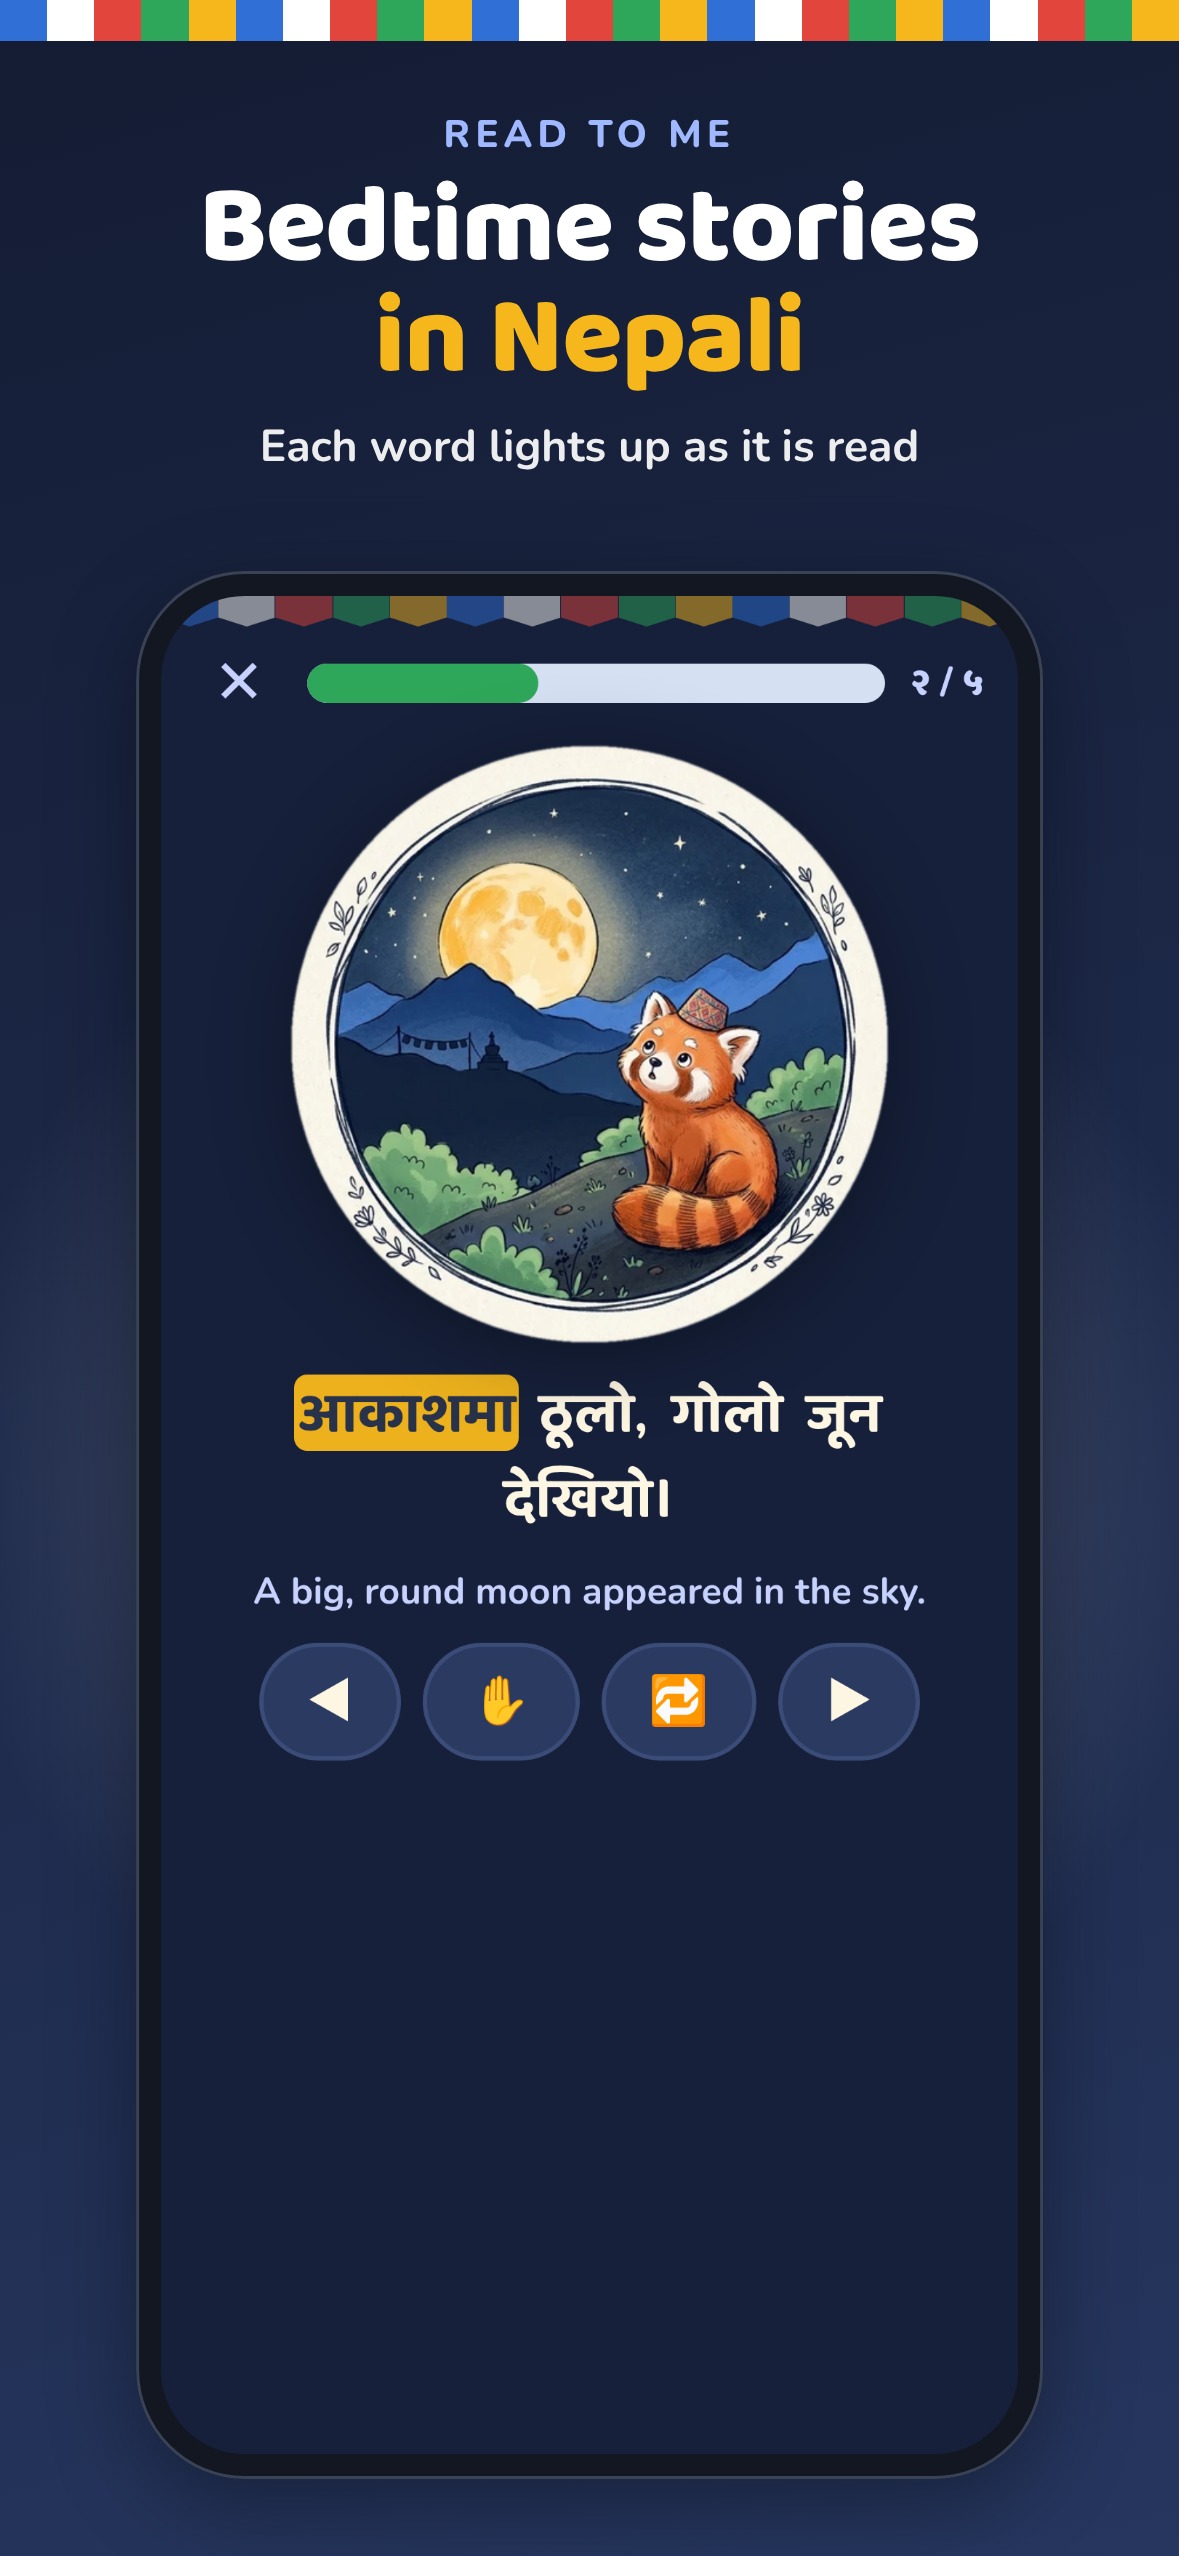 READ TO ME
Bedtime stories
in Nepali
Each word lights up as it is read
२ / ५
आकाशमा ठूलो, गोलो जून
देखियो।
A big, round moon appeared in the sky.